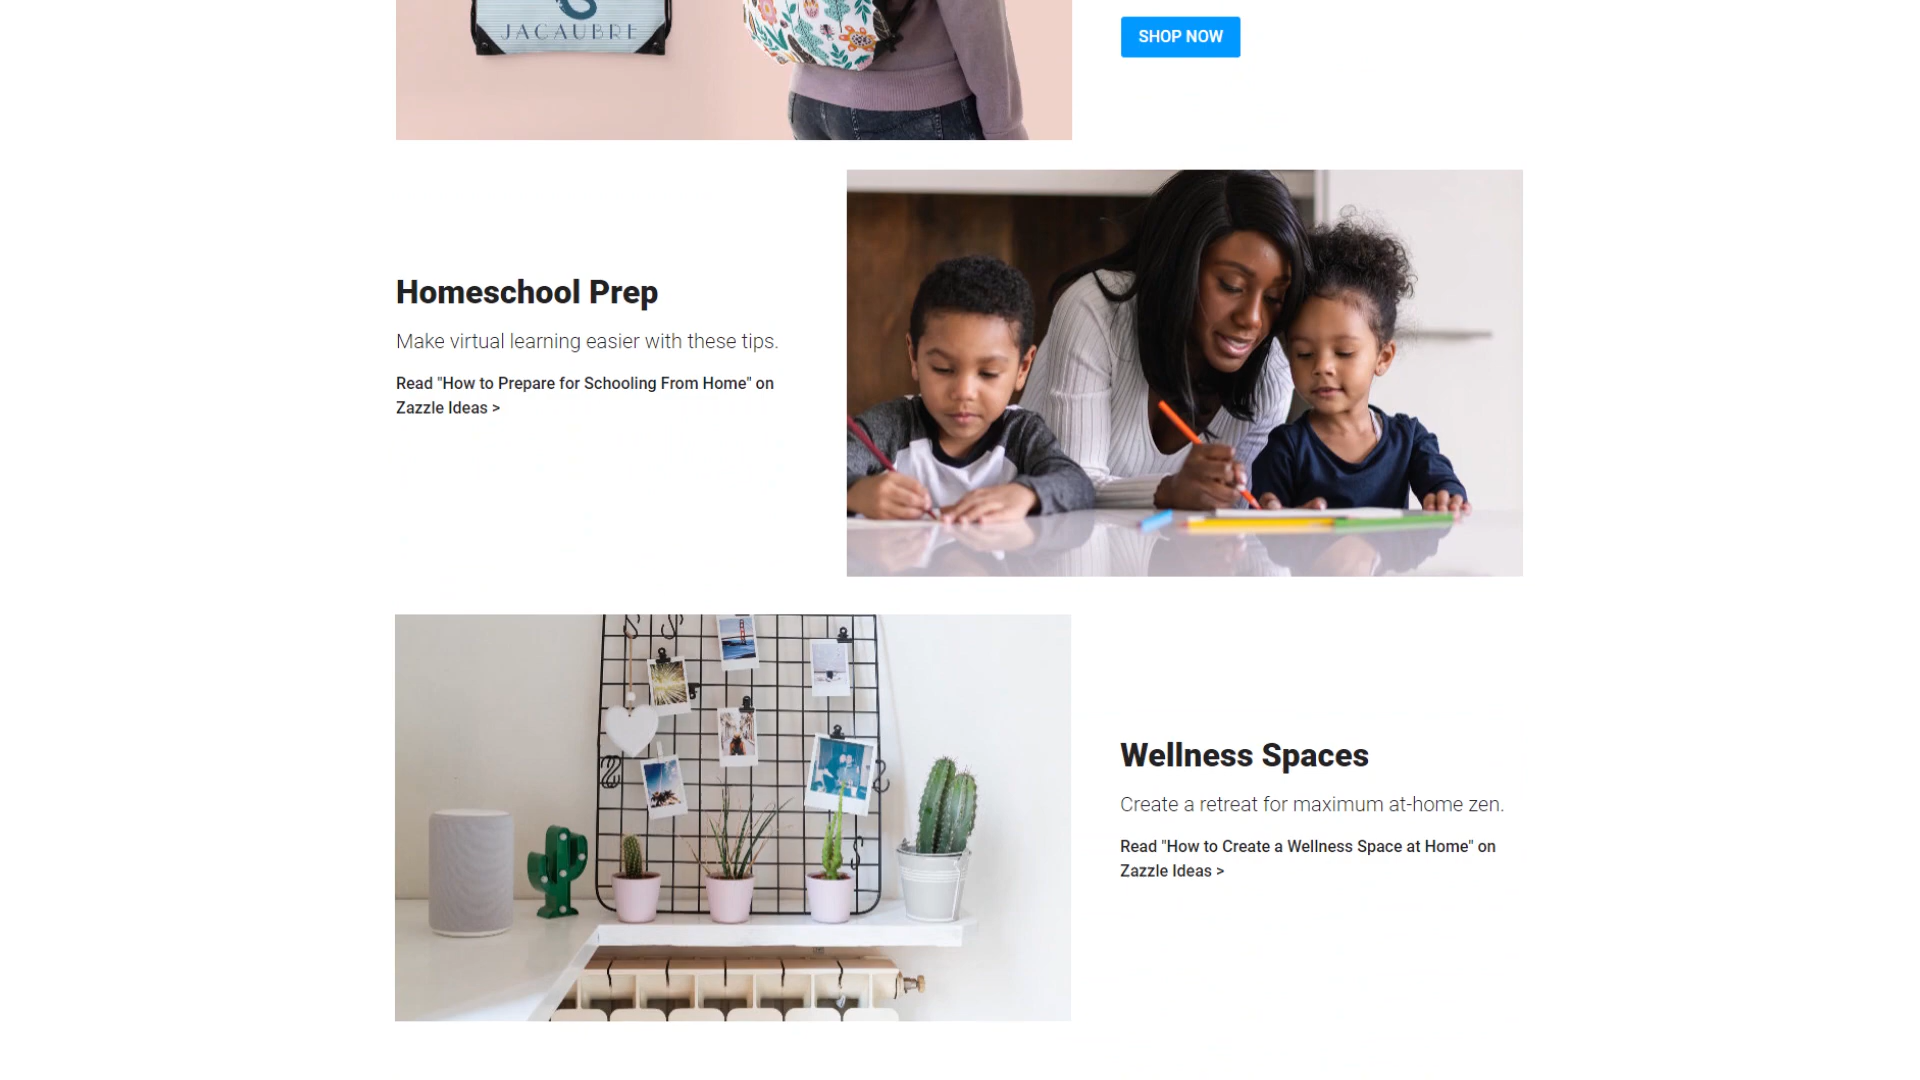 JACAUBRE
SHOP NOW
Homeschool Prep
Make virtual learning easier with these tips.
Read "How to Prepare for Schooling From Home" on
Zazzle Ideas >
Wellness Spaces
Create a retreat for maximum at-home zen.
Read "How to Create a Wellness Space at Home" on
Zazzle Ideas >